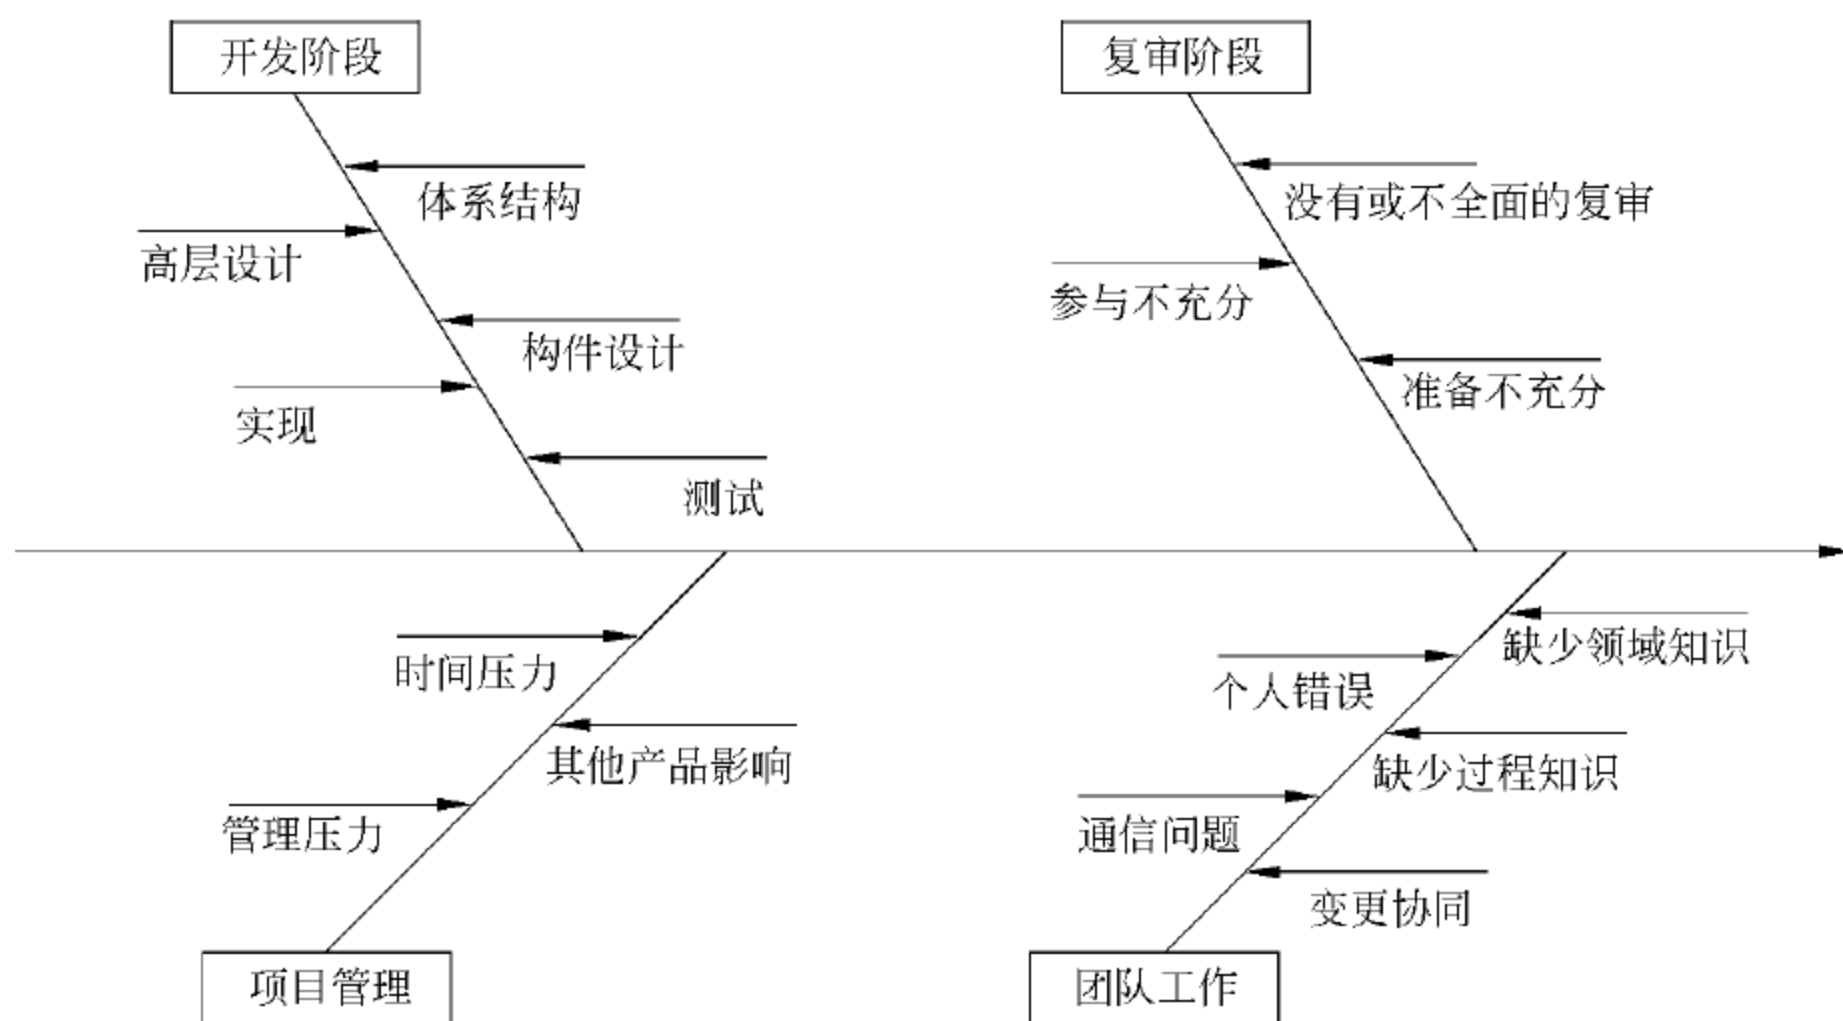 开发阶段
复审阶段
体系结构
没有或不全面的复审
高层设计
参与不充分
构件设计
准备不充分
实现
测试
时间压力
缺少领域知识
个人错误
其他产品影响
缺少过程知识
管理压力
通信问题
变更协同
项目管理
团队工作